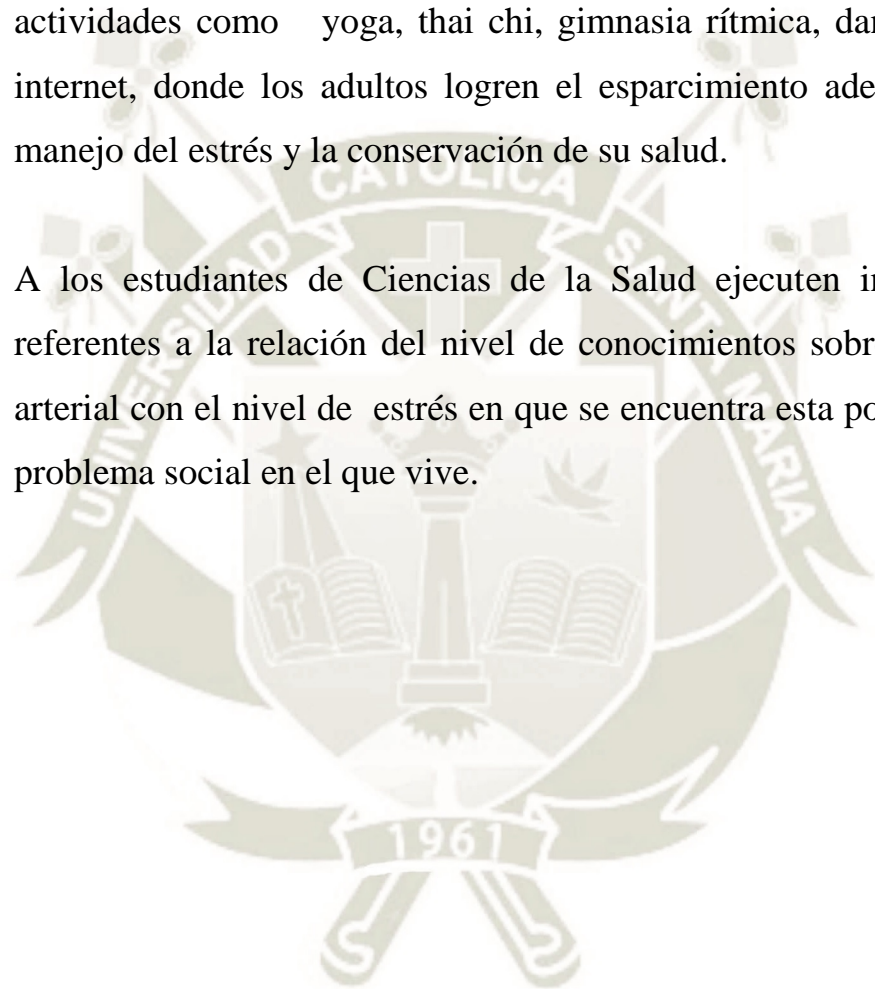 actividades como yoga, thai chi, gimnasia rítmica, dan
internet, donde los adultos logren el esparcimiento ade
manejo del estrés y la conservación de su salud.
A los estudiantes de Ciencias de la Salud ejecuten in
referentes a la relación del nivel de conocimientos sobr
arterial con el nivel de estrés en que se encuentra esta po
problema social en el que vive.
UNIVERSIDAD CATOLICA SANTA MARIA
1961